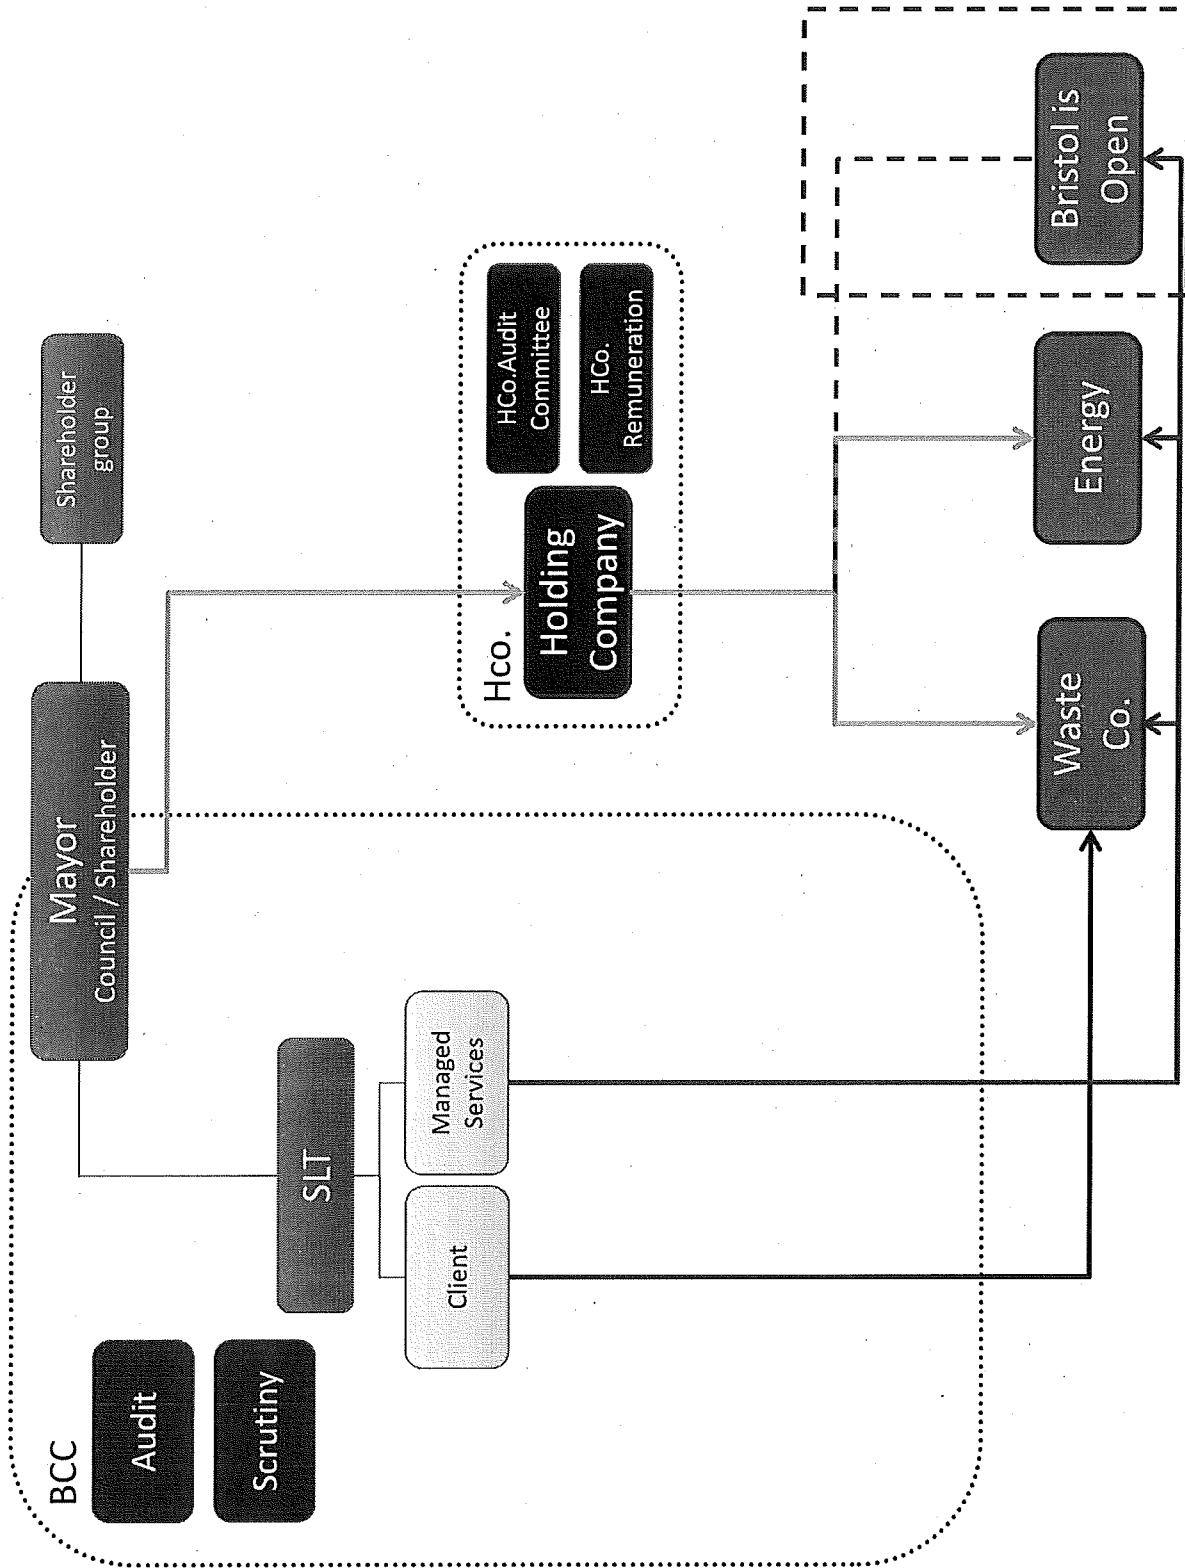 BCC
Audit
Scrutiny
Mayor
Council / Shareholder
Shareholder
group
SLT
Client
Managed
Services
Hco.
Holding
Company
HCo.Audit
Committee
HCo.
Remuneration
Waste
Co.
Energy
Bristol is
Open